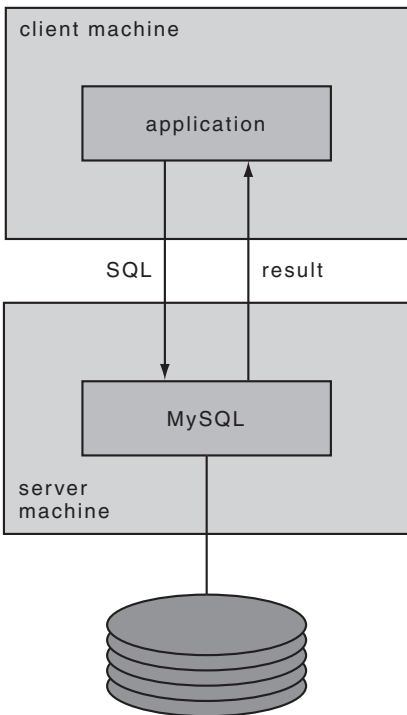 client machine
application
SQL
result
MySQL
server
machine